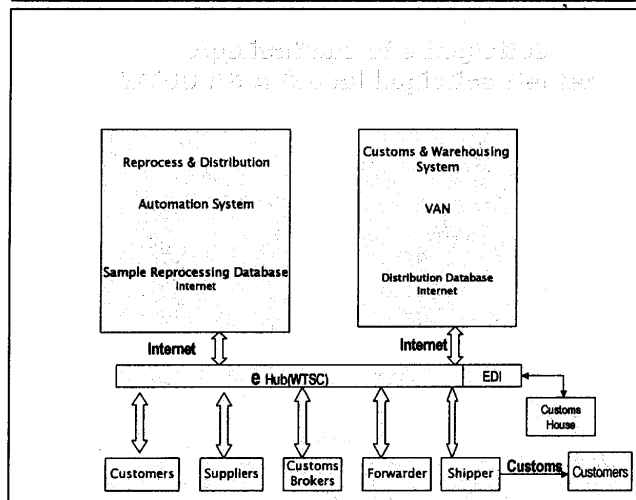 Reprocess & Distribution
Automation System
Sample Reprocessing Database
Internet
Customs & Warehousing
System
VAN
Distribution Database
Internet
Internet
Internet
e Hub(WTSC)
EDI
Customs
House
Customers
Suppliers
Customs
Brokers
Forwarder
Shipper
Customs
Customers